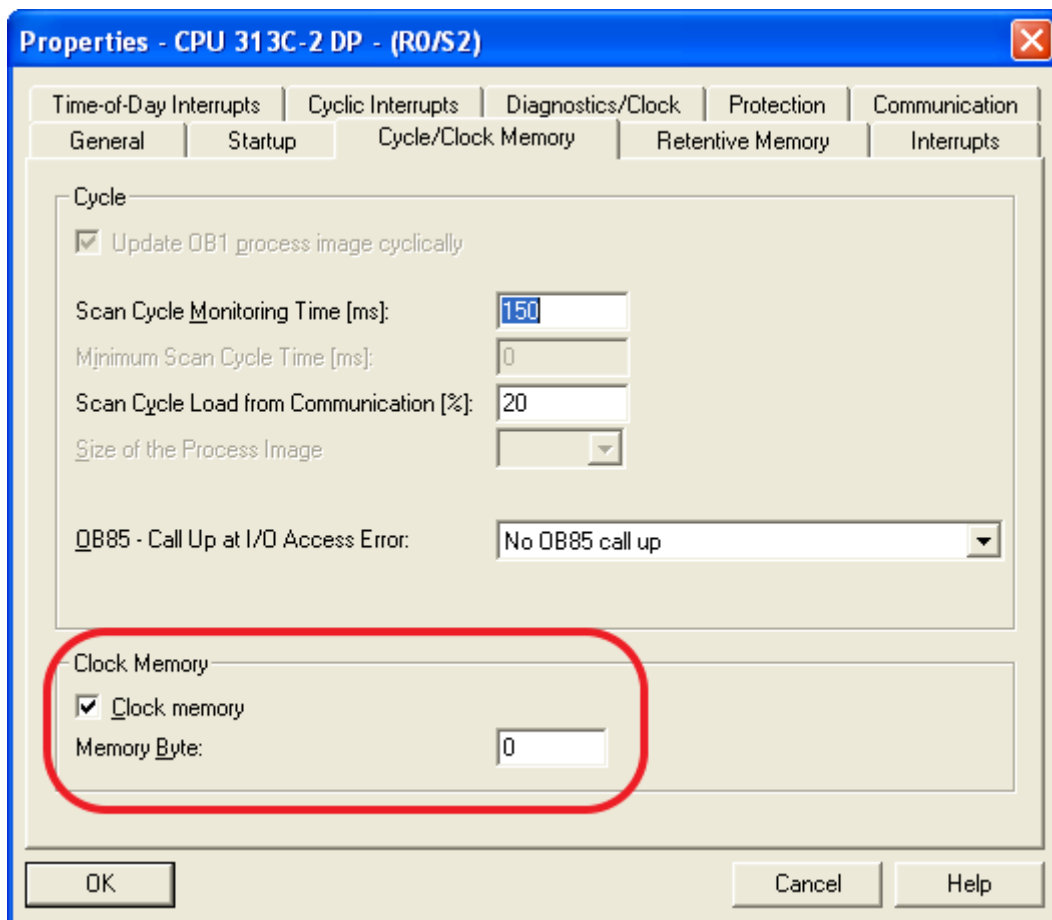 Properties - CPU 313C-2 DP - (R0/S2)
Time-of-Day Interrupts Cyclic Interrupts Diagnostics/Clock Protection Communication
General Startup Cycle/Clock Memory Retentive Memory Interrupts
Cycle
Update OB1 process image cyclically
Scan Cycle Monitoring Time [ms]: 150
Minimum Scan Cycle Time [ms]: 0
Scan Cycle Load from Communication [%]: 20
Size of the Process Image
OB85 - Call Up at I/O Access Error: No OB85 call up
Clock Memory
Clock memory
Memory Byte: 0
OK Cancel Help